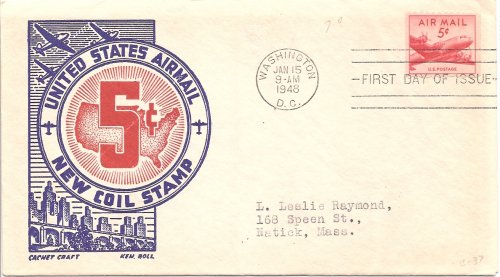 UNITED STATES AIRMAIL
5¢
NEW COIL STAMP
CACHET CRAFT KEN. BOLL
WASHINGTON
JAN 15
9-AM
1948
D.C.
AIR MAIL
5¢
U.S. POSTAGE
FIRST DAY OF ISSUE
L. Leslie Raymond,
168 Speen St.,
Natick, Mass.